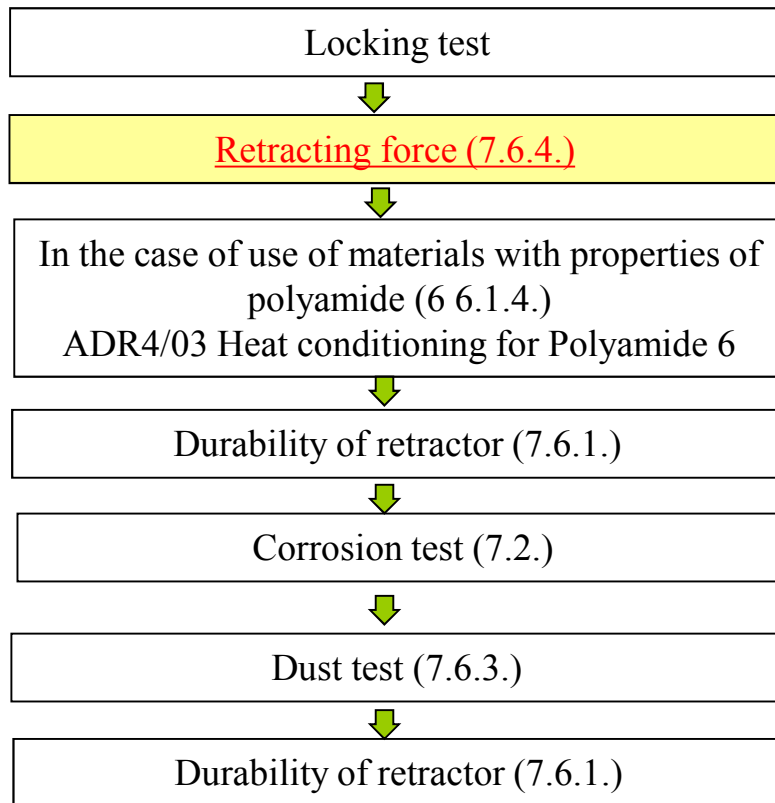 Locking test
Retracting force (7.6.4.)
In the case of use of materials with properties of
polyamide (6 6.1.4.)
ADR4/03 Heat conditioning for Polyamide 6
Durability of retractor (7.6.1.)
Corrosion test (7.2.)
Dust test (7.6.3.)
Durability of retractor (7.6.1.)